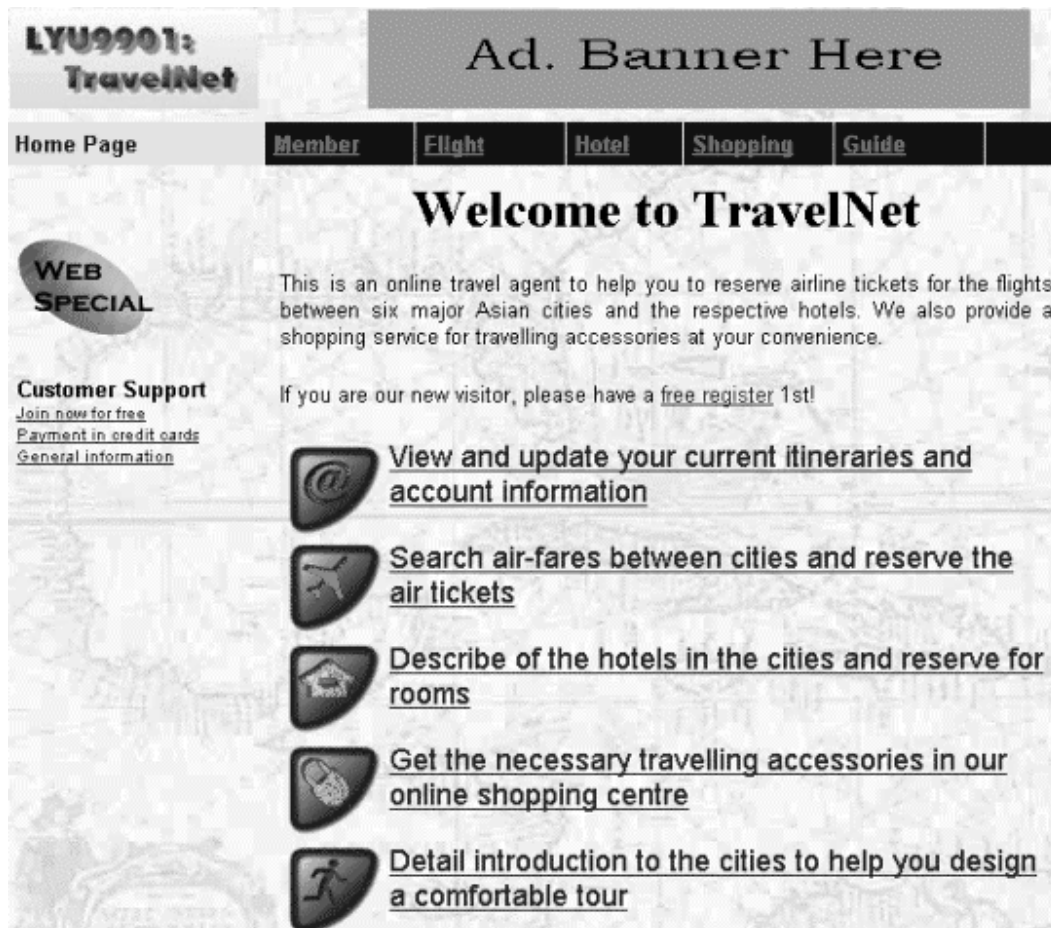 LYU9901:
TravelNet
Ad. Banner Here
Home Page
Member
Flight
Hotel
Shopping
Guide
Welcome to TravelNet
WEB
SPECIAL
This is an online travel agent to help you to reserve airline tickets for the flights
between six major Asian cities and the respective hotels. We also provide a
shopping service for travelling accessories at your convenience.
Customer Support
Join now for free
Payment in credit cards
General information
If you are our new visitor, please have a free register 1st!
@
View and update your current itineraries and
account information
Search air-fares between cities and reserve the
air tickets
Describe of the hotels in the cities and reserve for
rooms
Get the necessary travelling accessories in our
online shopping centre
Detail introduction to the cities to help you design
a comfortable tour